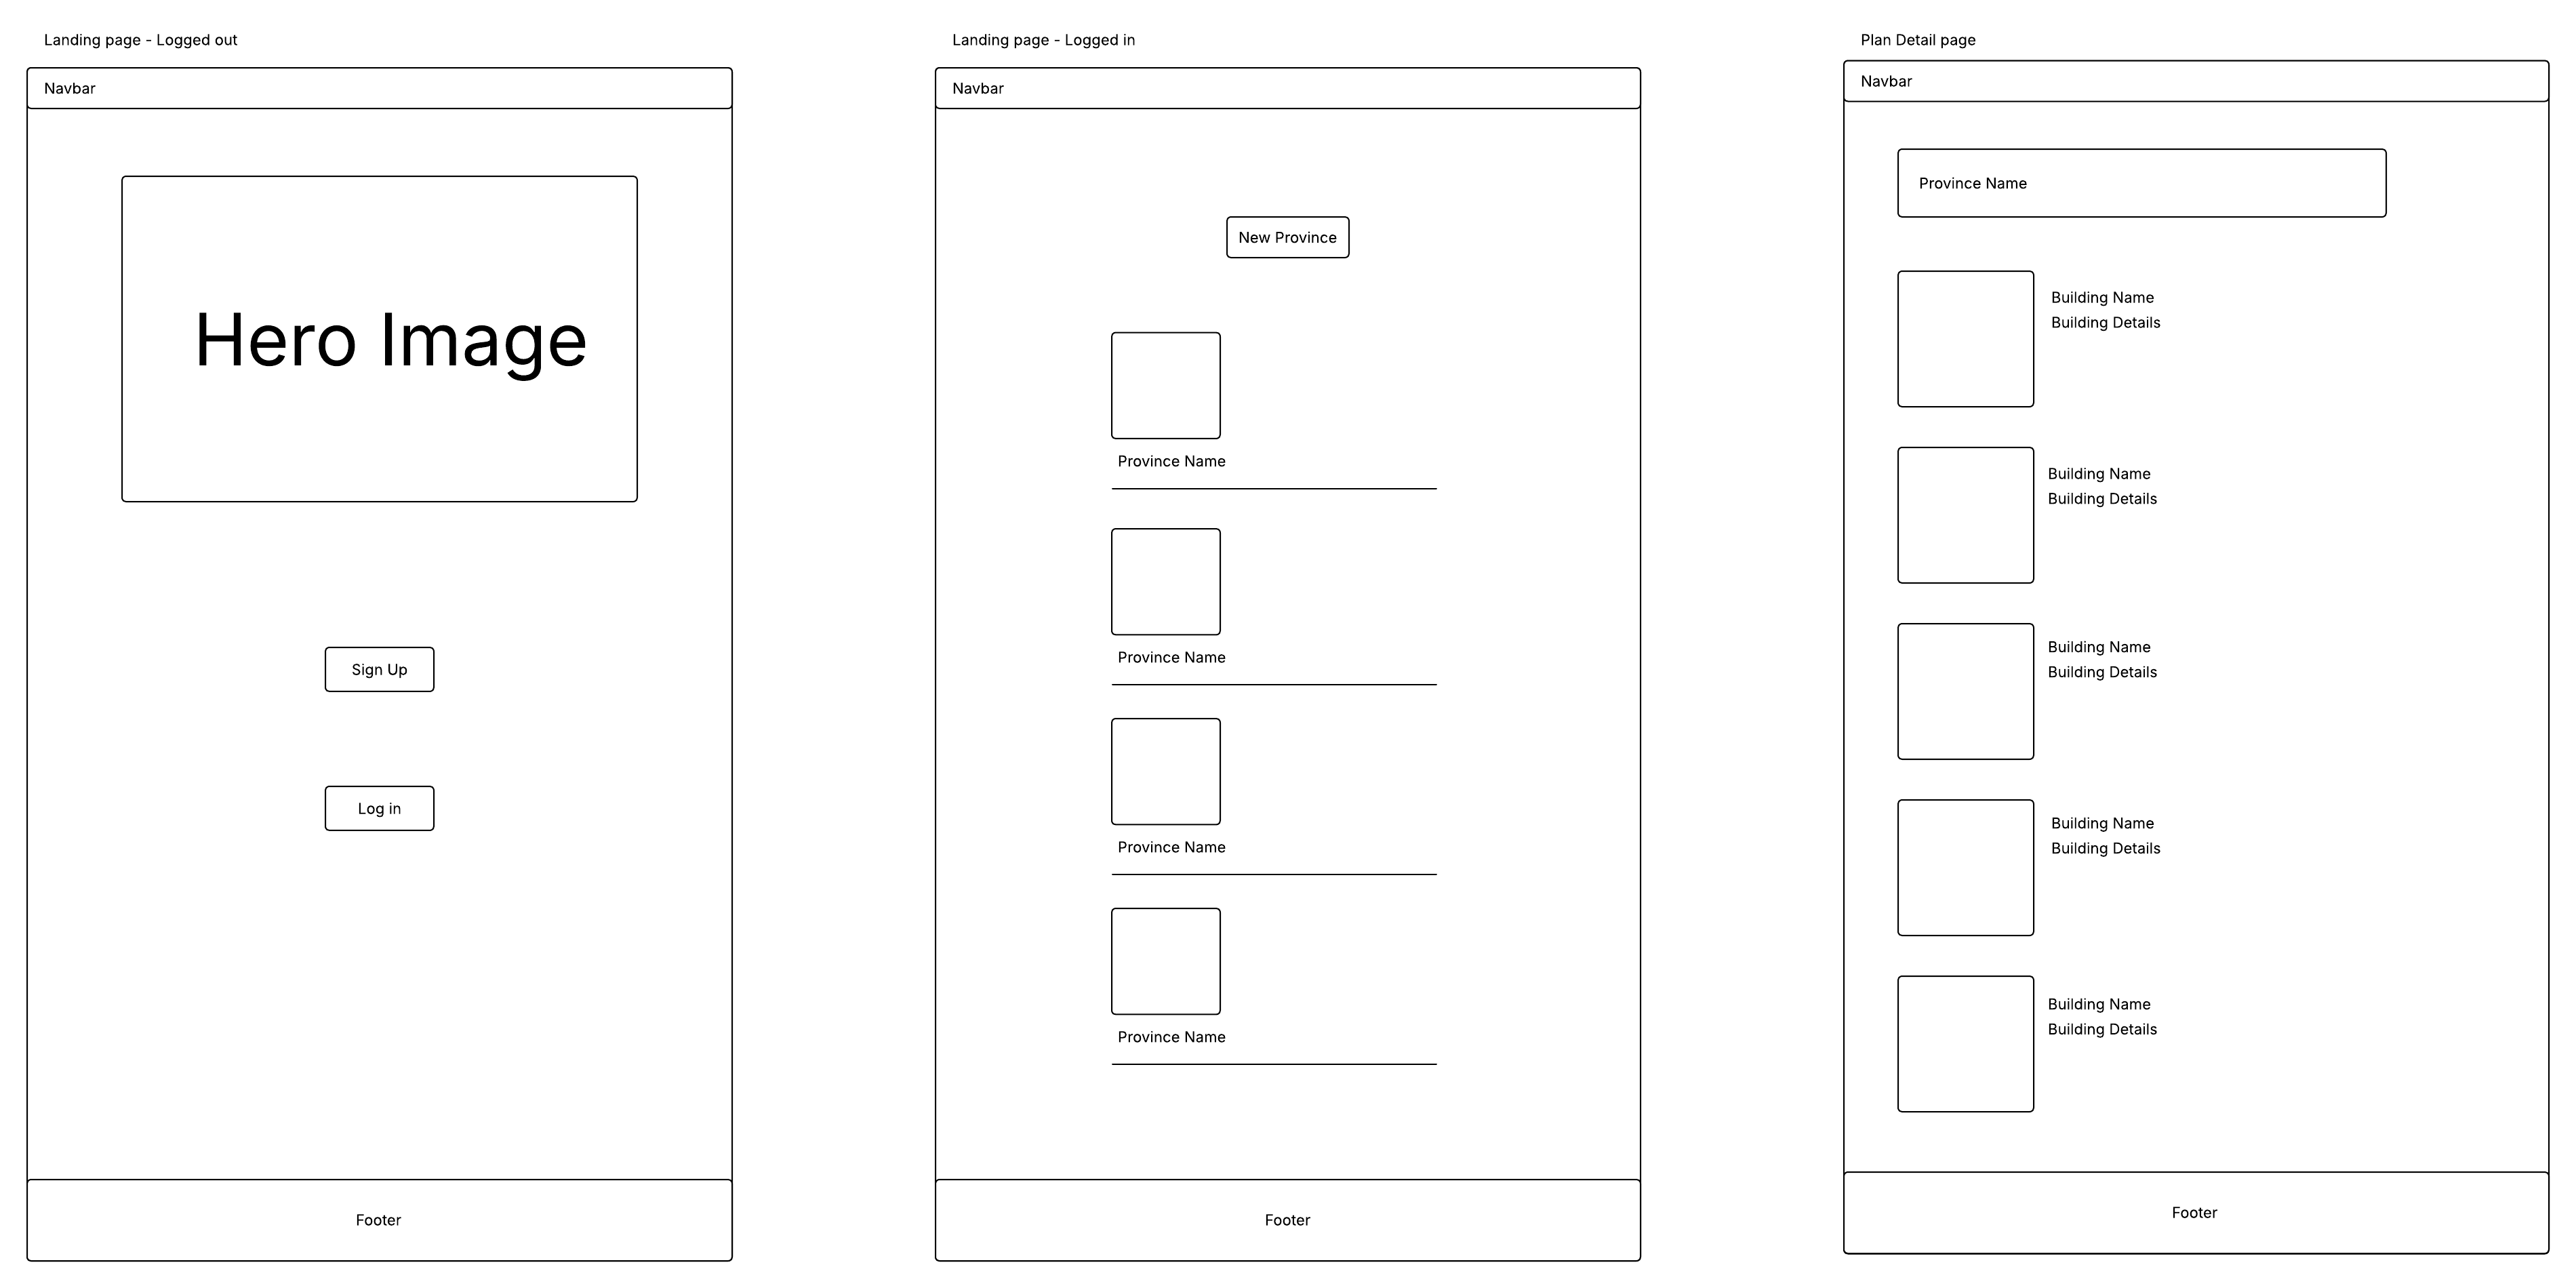 Landing page - Logged out
Navbar
Hero Image
Sign Up
Log in
Footer
Landing page - Logged in
Navbar
New Province
Province Name
Province Name
Province Name
Province Name
Footer
Plan Detail page
Navbar
Province Name
Building Name
Building Details
Building Name
Building Details
Building Name
Building Details
Building Name
Building Details
Building Name
Building Details
Footer